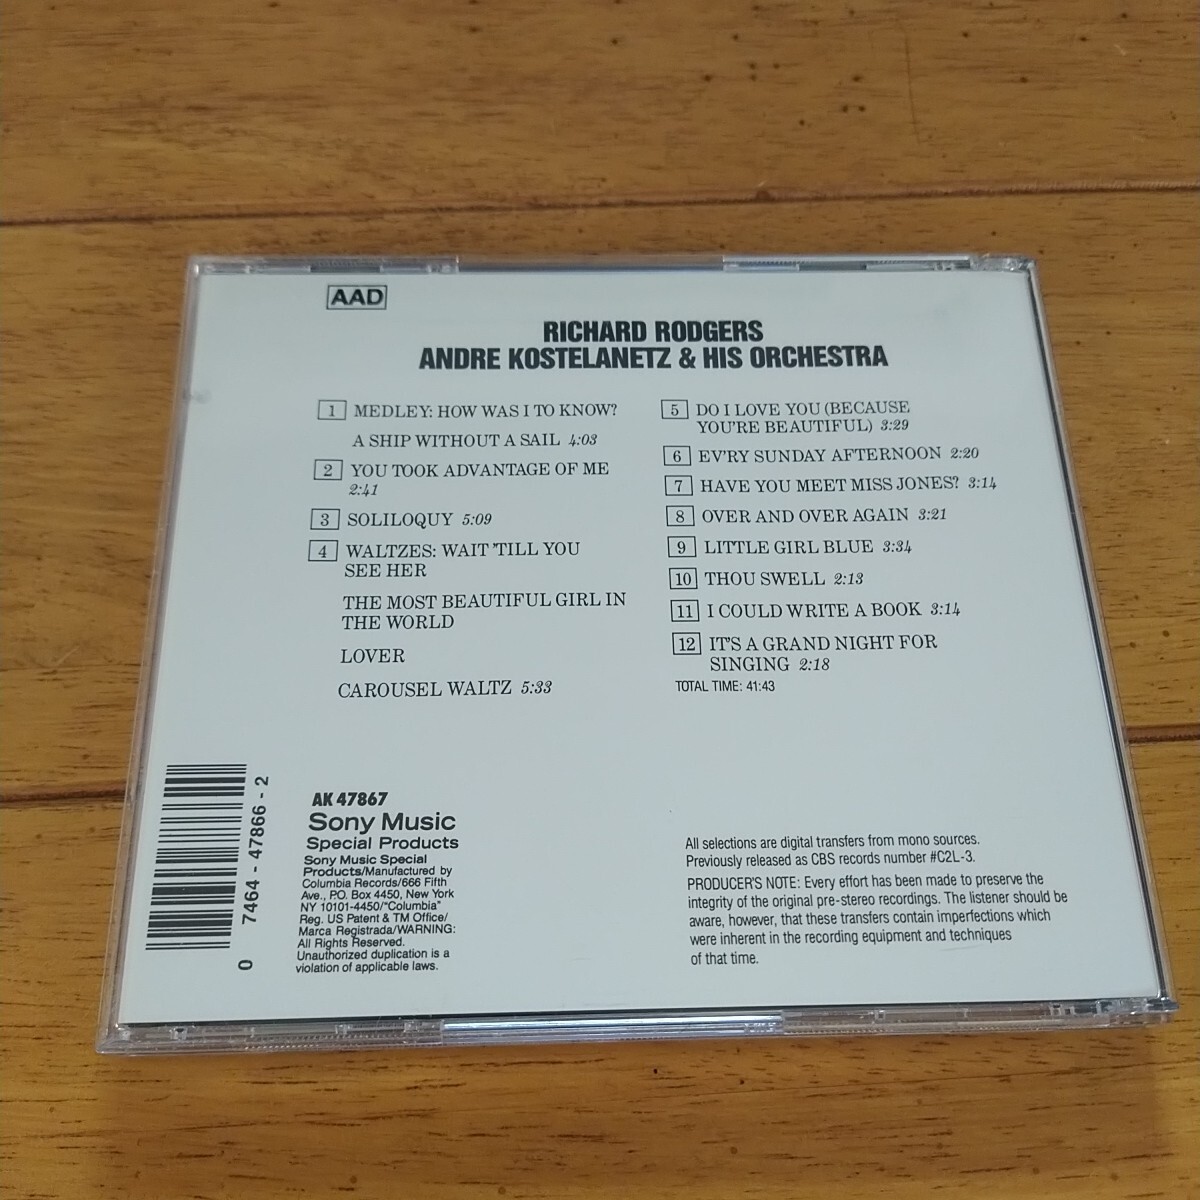 AAD
RICHARD RODGERS
ANDRE KOSTELANETZ & HIS ORCHESTRA
1 MEDLEY: HOW WAS I TO KNOW?
A SHIP WITHOUT A SAIL 4:03
2 YOU TOOK ADVANTAGE OF ME
2:41
3 SOLILOQUY 5:09
4 WALTZES: WAIT 'TILL YOU
SEE HER
THE MOST BEAUTIFUL GIRL IN
THE WORLD
LOVER
CAROUSEL WALTZ 5:33
5 DO I LOVE YOU (BECAUSE
YOU'RE BEAUTIFUL) 3:29
6 EV'RY SUNDAY AFTERNOON 2:20
7 HAVE YOU MEET MISS JONES? 3:14
8 OVER AND OVER AGAIN 3:21
9 LITTLE GIRL BLUE 3:34
10 THOU SWELL 2:13
11 I COULD WRITE A BOOK 3:14
12 IT'S A GRAND NIGHT FOR
SINGING 2:18
TOTAL TIME: 41:43
0 7464-47866-2
AK 47867
Sony Music
Special Products
Sony Music Special
Products/Manufactured by
Columbia Records/666 Fifth
Ave., P.O. Box 4450, New York
NY 10101-4450/"Columbia"
Reg. US Patent & TM Office/
Marca Registrada/WARNING:
All Rights Reserved.
Unauthorized duplication is a
violation of applicable laws.
All selections are digital transfers from mono sources.
Previously released as CBS records number #C2L-3.
PRODUCER'S NOTE: Every effort has been made to preserve the
integrity of the original pre-stereo recordings. The listener should be
aware, however, that these transfers contain imperfections which
were inherent in the recording equipment and techniques
of that time.